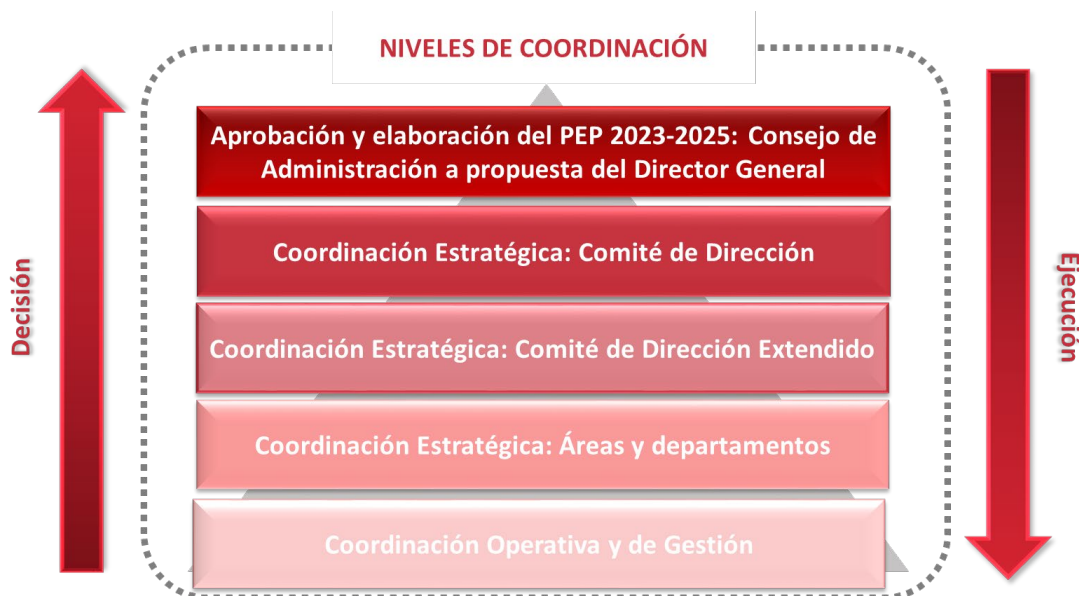 NIVELES DE COORDINACIÓN
Aprobación y elaboración del PEP 2023-2025: Consejo de
Administración a propuesta del Director General
Coordinación Estratégica: Comité de Dirección
Coordinación Estratégica: Comité de Dirección Extendido
Coordinación Estratégica: Áreas y departamentos
Coordinación Operativa y de Gestión
Decisión
Ejecución